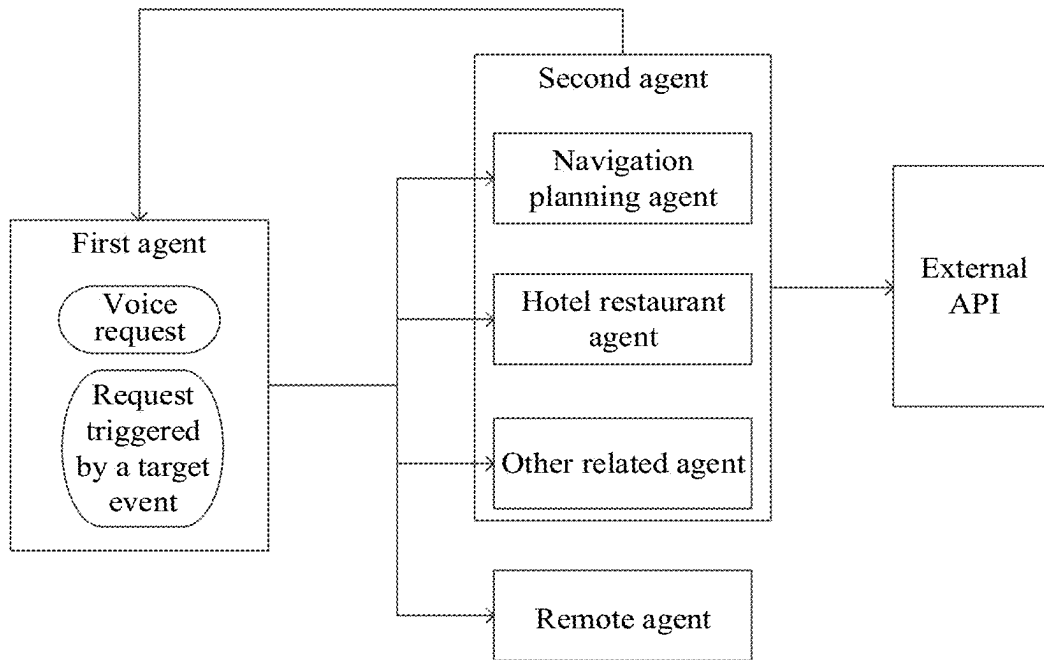 First agent
Voice
request
Request
triggered
by a target
event
Second agent
Navigation
planning agent
Hotel restaurant
agent
Other related agent
Remote agent
External
API